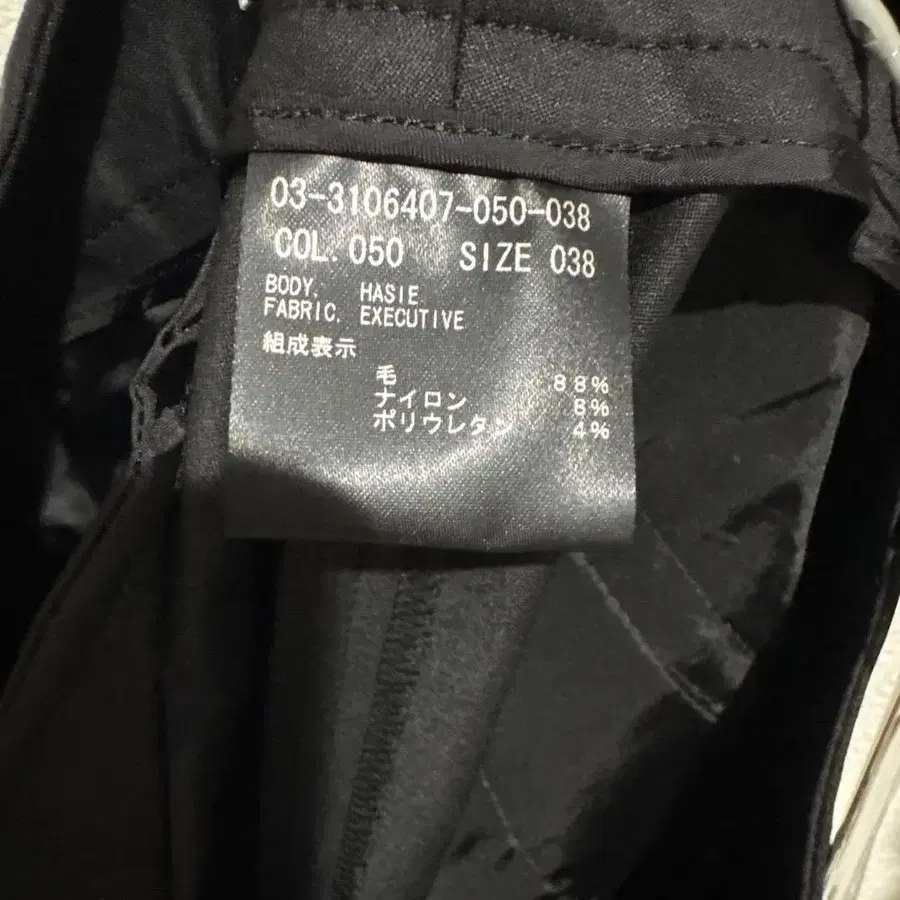 03-3106407-050-038
COL. 050 SIZE 038
BODY. HASIE
FABRIC. EXECUTIVE
組成表示
毛 88%
ナイロン 8%
ポリウレタン 4%